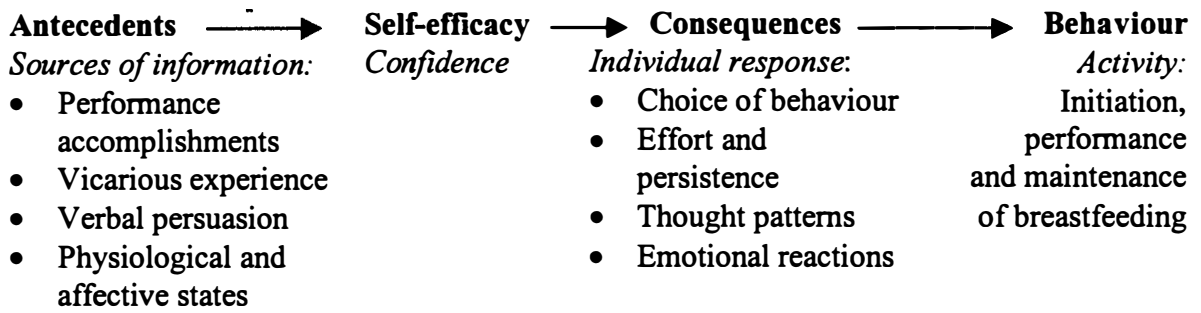 Antecedents Self-efficacy Consequences Behaviour
Sources of information: Confidence Individual response: Activity:
• Performance • Choice of behaviour Initiation,
accomplishments • Effort and performance
• Vicarious experience persistence and maintenance
• Verbal persuasion • Thought patterns of breastfeeding
• Physiological and • Emotional reactions
affective states